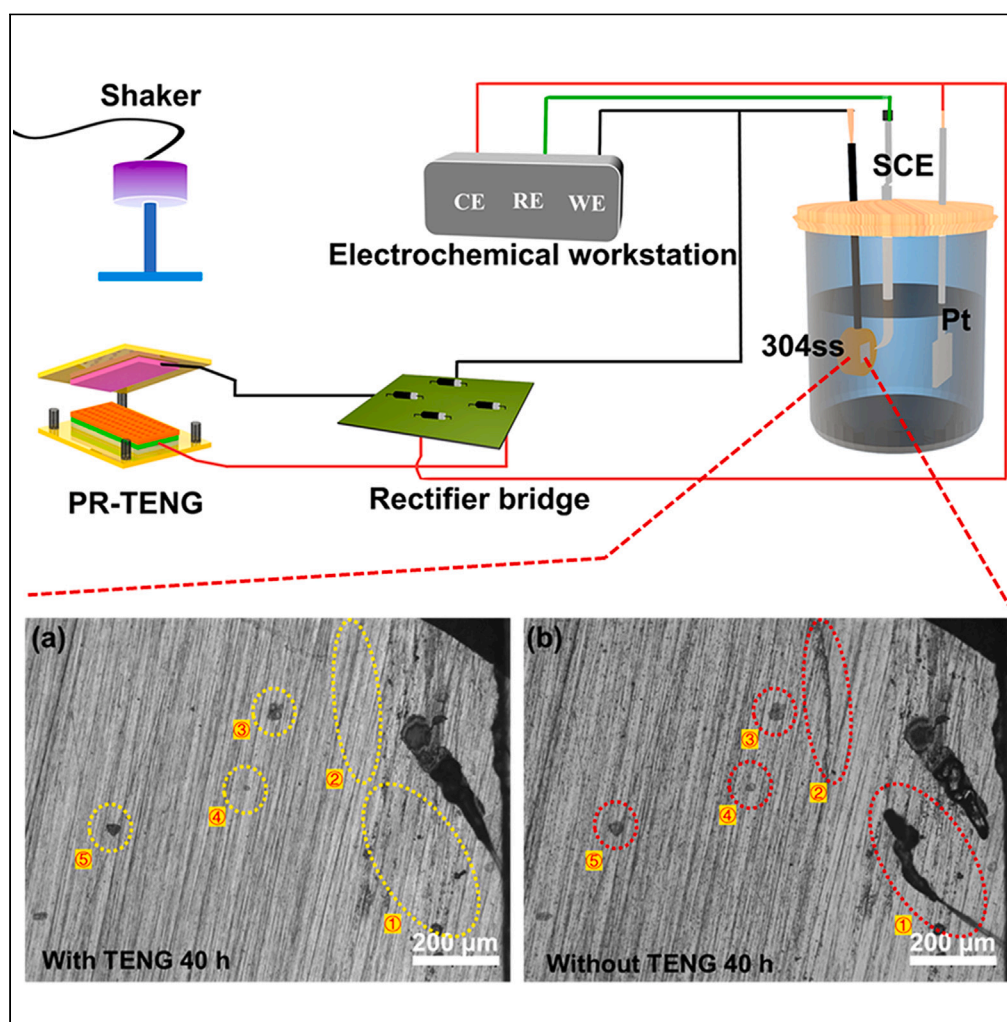 Shaker
SCE
CE RE WE
Electrochemical workstation
Pt
304ss
PR-TENG
Rectifier bridge
(a)
③
②
④
⑤
①
200 µm
With TENG 40 h
(b)
③
②
④
⑤
①
200 µm
Without TENG 40 h